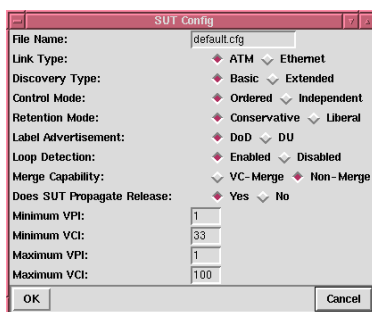 SUT Config
File Name: default.cfg
Link Type: ATM Ethernet
Discovery Type: Basic Extended
Control Mode: Ordered Independent
Retention Mode: Conservative Liberal
Label Advertisement: DoD DU
Loop Detection: Enabled Disabled
Merge Capability: VC-Merge Non-Merge
Does SUT Propagate Release: Yes No
Minimum VPI: 1
Minimum VCI: 33
Maximum VPI: 1
Maximum VCI: 100
OK Cancel